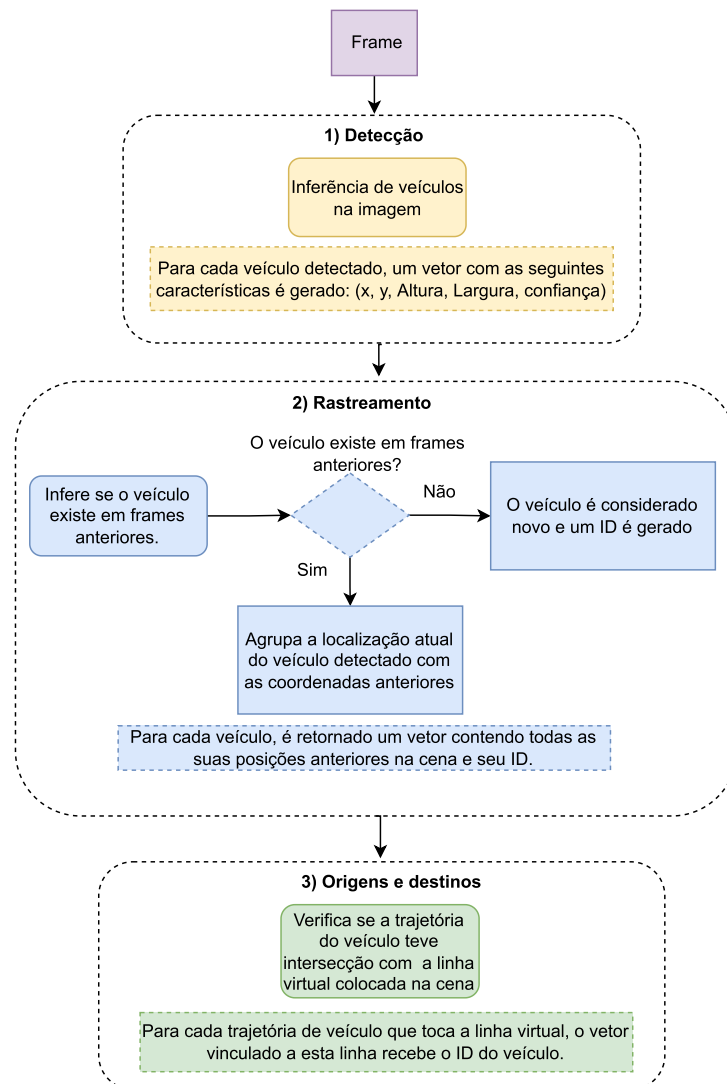 Frame
1) Detecção
Inferẽncia de veículos
na imagem
Para cada veículo detectado, um vetor com as seguintes
características é gerado: (x, y, Altura, Largura, confiança)
2) Rastreamento
O veículo existe em frames
anteriores?
Infere se o veículo
existe em frames
anteriores.
Não
O veículo é considerado
novo e um ID é gerado
Sim
Agrupa a localização atual
do veículo detectado com
as coordenadas anteriores
Para cada veículo, é retornado um vetor contendo todas as
suas posições anteriores na cena e seu ID.
3) Origens e destinos
Verifica se a trajetória
do veículo teve
intersecção com  a linha
virtual colocada na cena
Para cada trajetória de veículo que toca a linha virtual, o vetor
vinculado a esta linha recebe o ID do veículo.